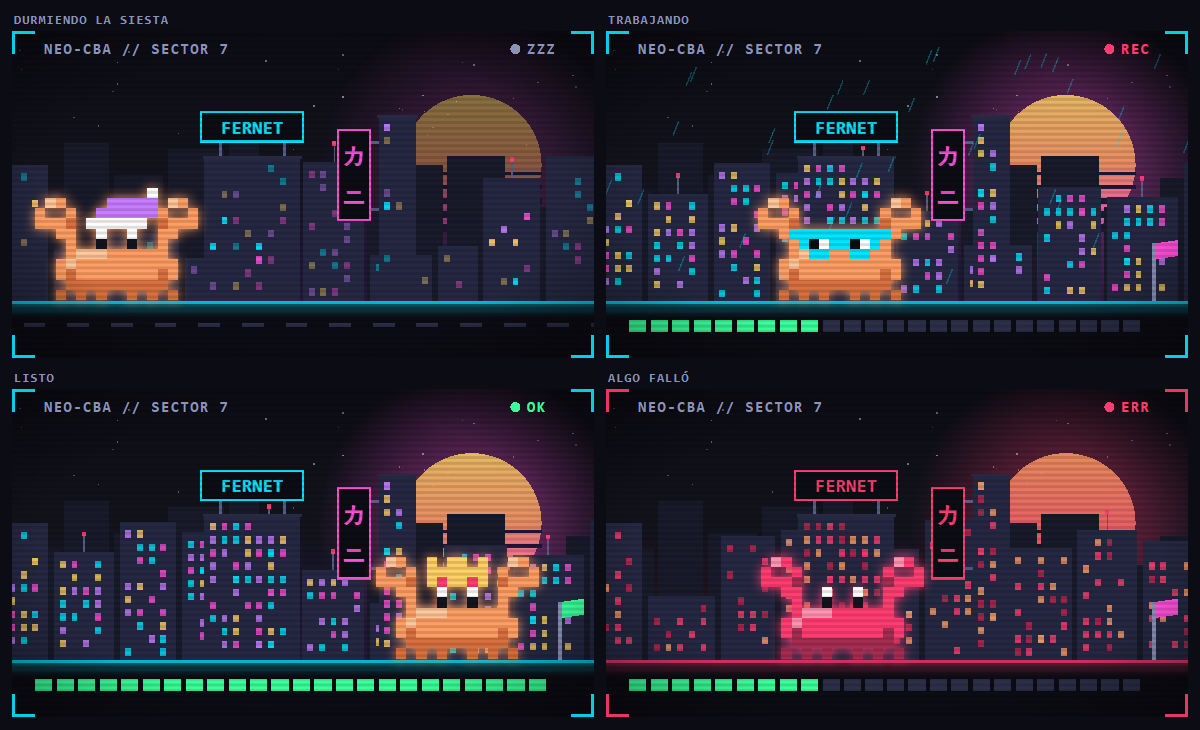 DURMIENDO LA SIESTA
NEO-CBA // SECTOR 7
ZZZ
FERNET
カニ
TRABAJANDO
NEO-CBA // SECTOR 7
REC
FERNET
カニ
LISTO
NEO-CBA // SECTOR 7
OK
FERNET
カニ
ALGO FALLÓ
NEO-CBA // SECTOR 7
ERR
FERNET
カニ